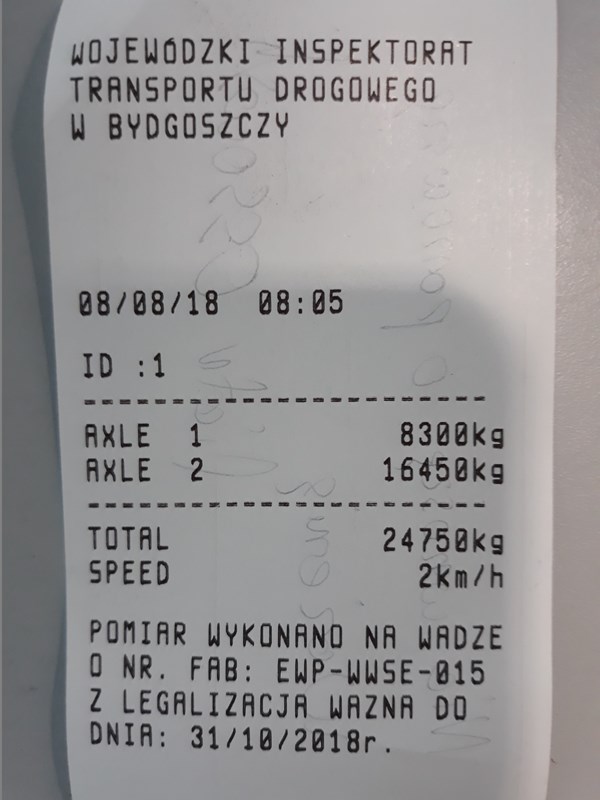 WOJEWÓDZKI INSPEKTORAT
TRANSPORTU DROGOWEGO
W BYDGOSZCZY
08/08/18 08:05
ID :1
AXLE 1 8300kg
AXLE 2 16450kg
TOTAL 24750kg
SPEED 2km/h
POMIAR WYKONANO NA WADZE
O NR. FAB: EWP-WWSE-015
Z LEGALIZACJA WAZNA DO
DNIA: 31/10/2018r.